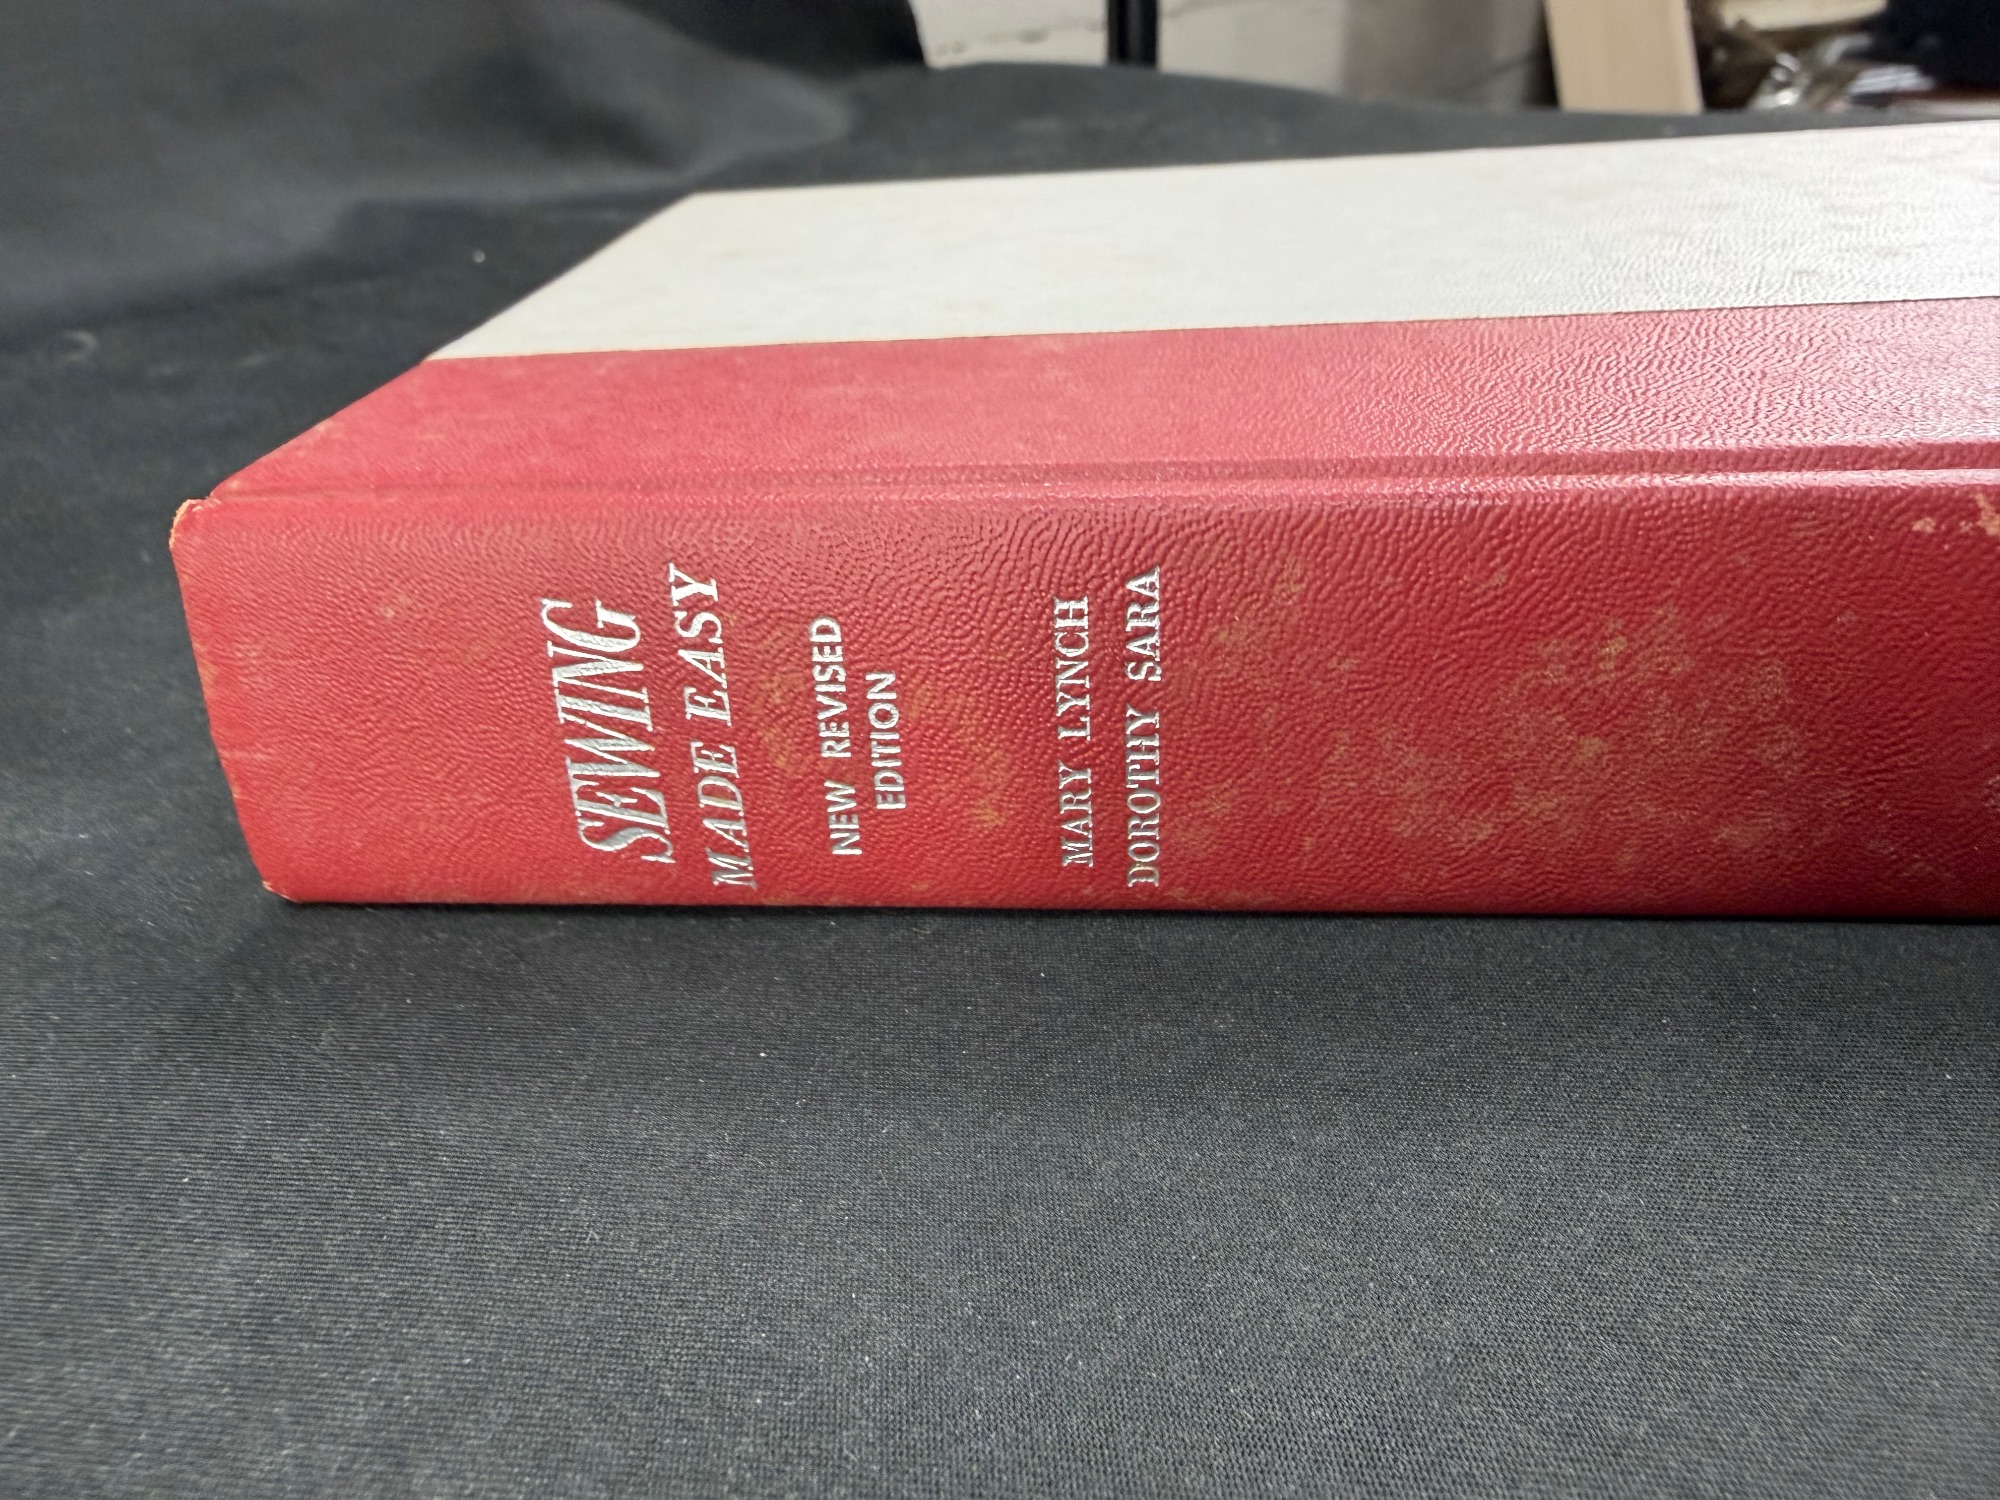 SEWING
MADE EASY
NEW REVISED
EDITION
MARY LYNCH
DOROTHY SARA